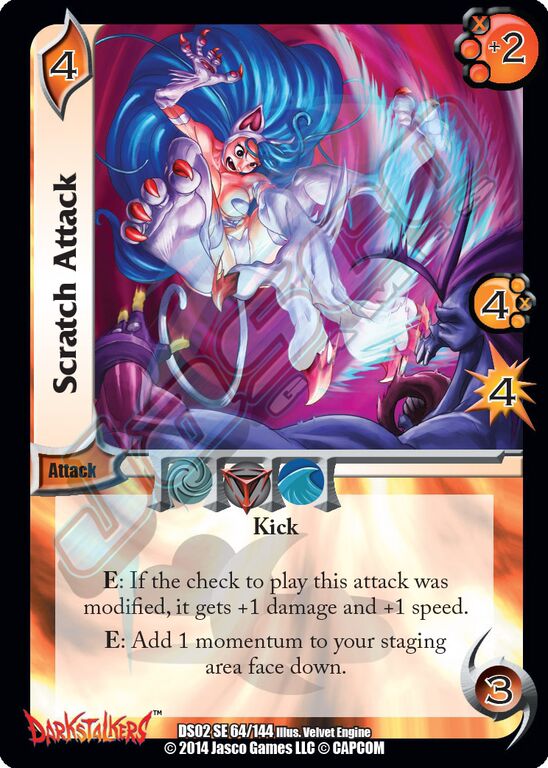 4
+2
X
Scratch Attack
4
X
4
Attack
Kick
E: If the check to play this attack was
modified, it gets +1 damage and +1 speed.
E: Add 1 momentum to your staging
area face down.
3
DARKSTALKERS™
DS02 SE 64/144 Illus. Velvet Engine
© 2014 Jasco Games LLC © CAPCOM